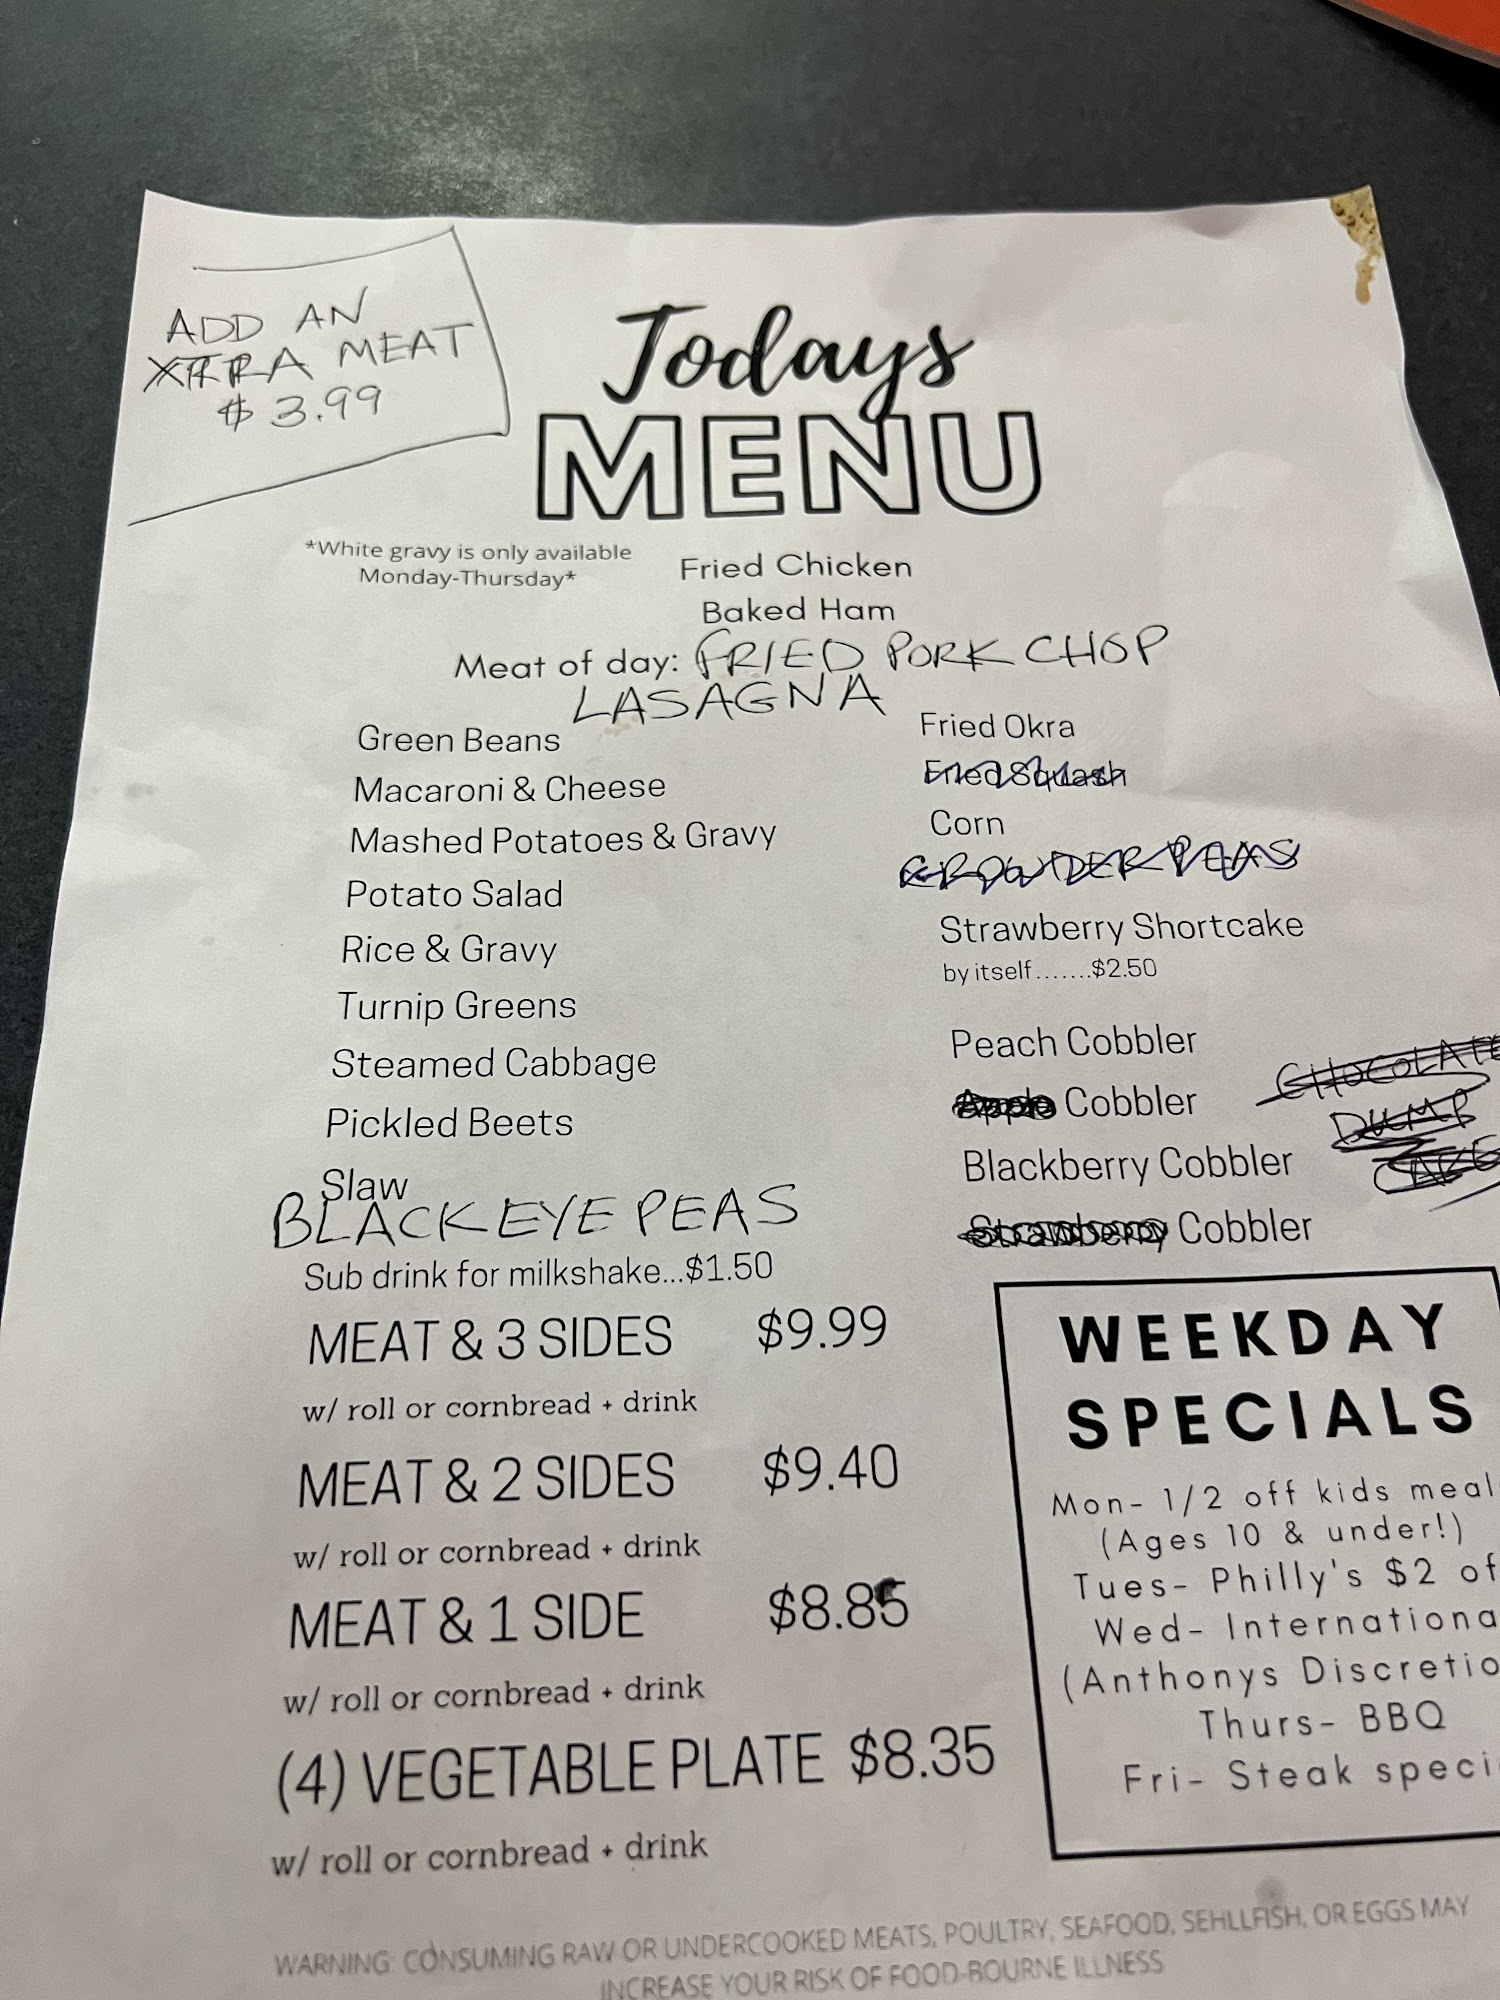 ADD AN
XTRA MEAT
$3.99
Todays
MENU
*White gravy is only available
Monday-Thursday*
Fried Chicken
Baked Ham
Meat of day: FRIED PORK CHOP
LASAGNA
Green Beans
Macaroni & Cheese
Mashed Potatoes & Gravy
Potato Salad
Rice & Gravy
Turnip Greens
Steamed Cabbage
Pickled Beets
Slaw
BLACKEYE PEAS
Fried Okra
Fried Squash
Corn
CROWDER PEAS
Strawberry Shortcake
by itself.......$2.50
Peach Cobbler
Apple Cobbler
Blackberry Cobbler
Strawberry Cobbler
CHOCOLATE
DUMP
CAKE
Sub drink for milkshake...$1.50
MEAT & 3 SIDES $9.99
w/ roll or cornbread + drink
MEAT & 2 SIDES $9.40
w/ roll or cornbread + drink
MEAT & 1 SIDE $8.85
w/ roll or cornbread + drink
(4) VEGETABLE PLATE $8.35
w/ roll or cornbread + drink
WEEKDAY
SPECIALS
Mon- 1/2 off kids meal
(Ages 10 & under!)
Tues- Philly's $2 of
Wed- Internationa
(Anthonys Discretio
Thurs- BBQ
Fri- Steak speci
WARNING: CONSUMING RAW OR UNDERCOOKED MEATS, POULTRY, SEAFOOD, SEHLLFISH, OR EGGS MAY
INCREASE YOUR RISK OF FOOD-BOURNE ILLNESS